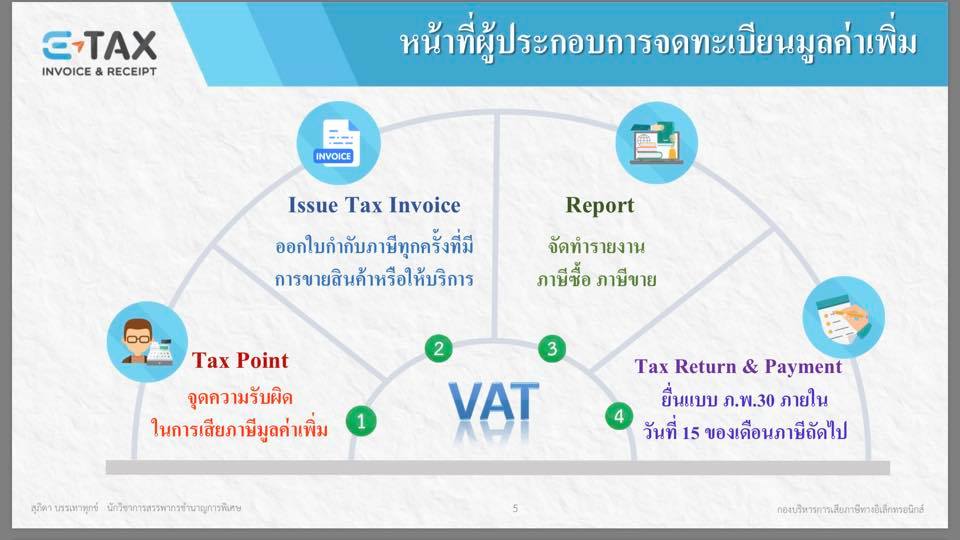 E-TAX
INVOICE & RECEIPT
หน้าที่ผู้ประกอบการจดทะเบียนมูลค่าเพิ่ม
INVOICE
Issue Tax Invoice
ออกใบกำกับภาษีทุกครั้งที่มี
การขายสินค้าหรือให้บริการ
Report
จัดทำรายงาน
ภาษีซื้อ ภาษีขาย
Tax Point
จุดความรับผิด
ในการเสียภาษีมูลค่าเพิ่ม
1
2
VAT
3
4
Tax Return & Payment
ยื่นแบบ ภ.พ.30 ภายใน
วันที่ 15 ของเดือนภาษีถัดไป
สุภิดา บรรเทาทุกข์ นักวิชาการสรรพากรชำนาญการพิเศษ
5
กองบริหารการเสียภาษีทางอิเล็กทรอนิกส์